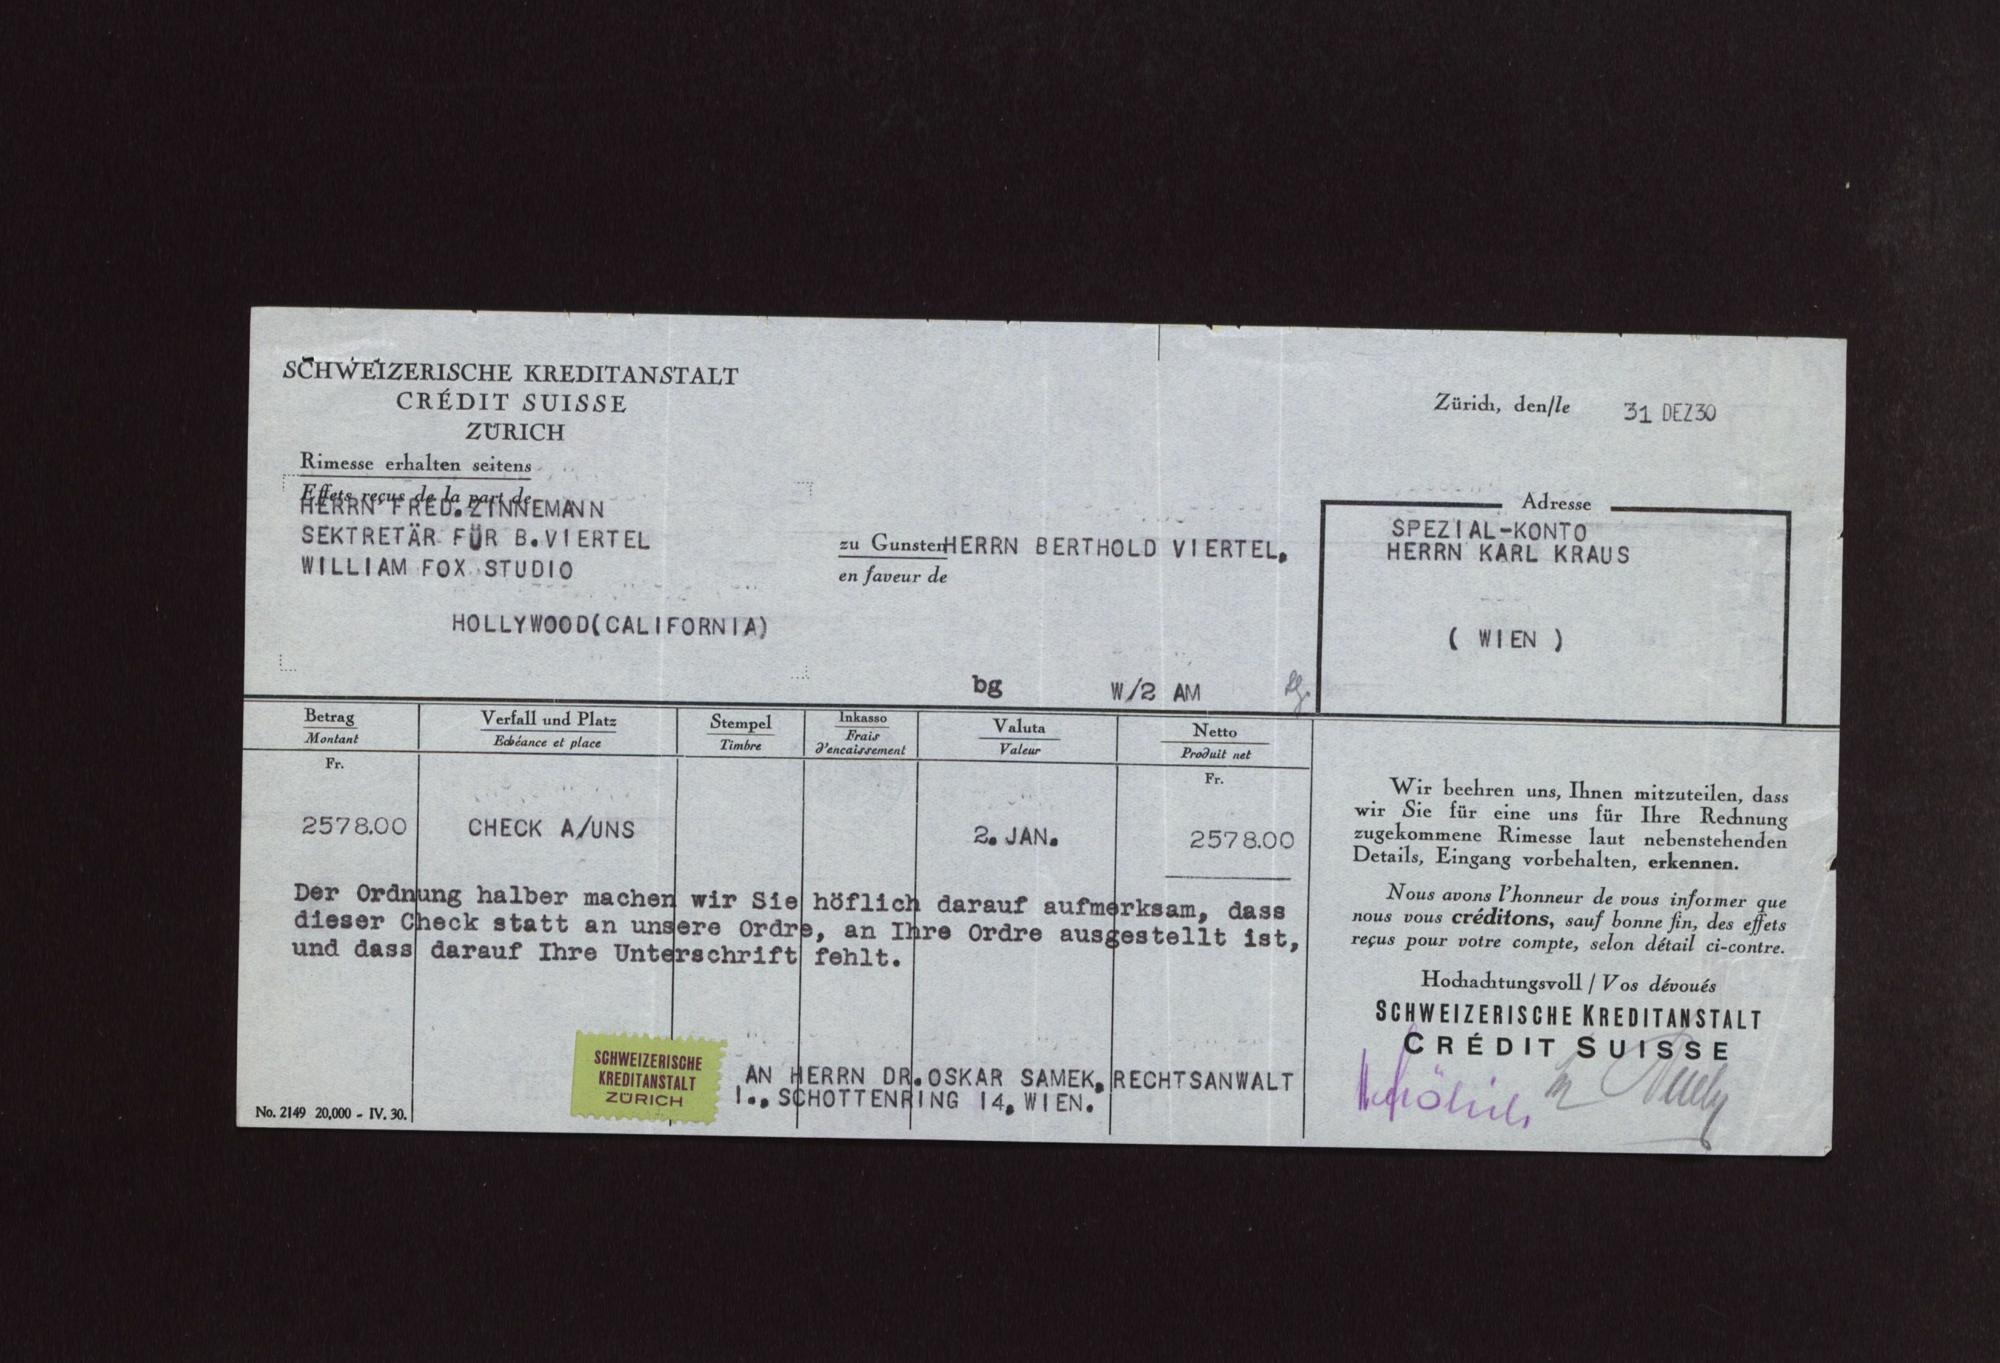 SCHWEIZERISCHE KREDITANSTALT
CRÉDIT SUISSE
ZÜRICH
Zürich, den/le 31 DEZ 30
Rimesse erhalten seitens
Effets reçus de la part de
HERRN FRED. ZINNEMANN
SEKTRETÄR FÜR B.VIERTEL
WILLIAM FOX STUDIO
HOLLYWOOD(CALIFORNIA)
zu Gunsten HERRN BERTHOLD VIERTEL.
en faveur de
Adresse
SPEZIAL-KONTO
HERRN KARL KRAUS
( WIEN )
bg W/2 AM
Betrag
Montant
Verfall und Platz
Echéance et place
Stempel
Timbre
Inkasso
Frais
d'encaissement
Valuta
Valeur
Netto
Produit net
Fr.
Fr.
2578.00 CHECK A/UNS 2. JAN. 2578.00
Der Ordnung halber machen wir Sie höflich darauf aufmerksam, dass
dieser Check statt an unsere Ordre, an Ihre Ordre ausgestellt ist,
und dass darauf Ihre Unterschrift fehlt.
SCHWEIZERISCHE
KREDITANSTALT
ZÜRICH
AN HERRN DR.OSKAR SAMEK, RECHTSANWALT
I., SCHOTTENRING 14, WIEN.
No. 2149 20,000 - IV. 30.
Wir beehren uns, Ihnen mitzuteilen, dass
wir Sie für eine uns für Ihre Rechnung
zugekommene Rimesse laut nebenstehenden
Details, Eingang vorbehalten, erkennen.
Nous avons l'honneur de vous informer que
nous vous créditons, sauf bonne fin, des effets
reçus pour votre compte, selon détail ci-contre.
Hochachtungsvoll / Vos dévoués
SCHWEIZERISCHE KREDITANSTALT
CRÉDIT SUISSE